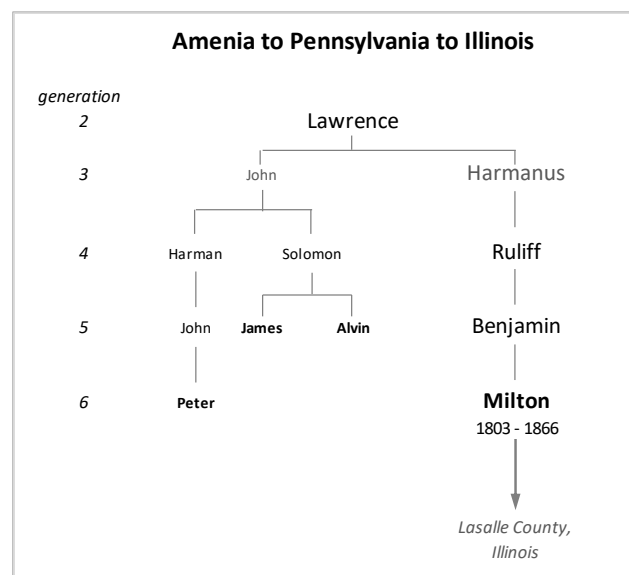 Amenia to Pennsylvania to Illinois
generation
2 Lawrence
3 John Harmanus
4 Harman Solomon Ruliff
5 John James Alvin Benjamin
6 Peter Milton
1803 - 1866
Lasalle County,
Illinois